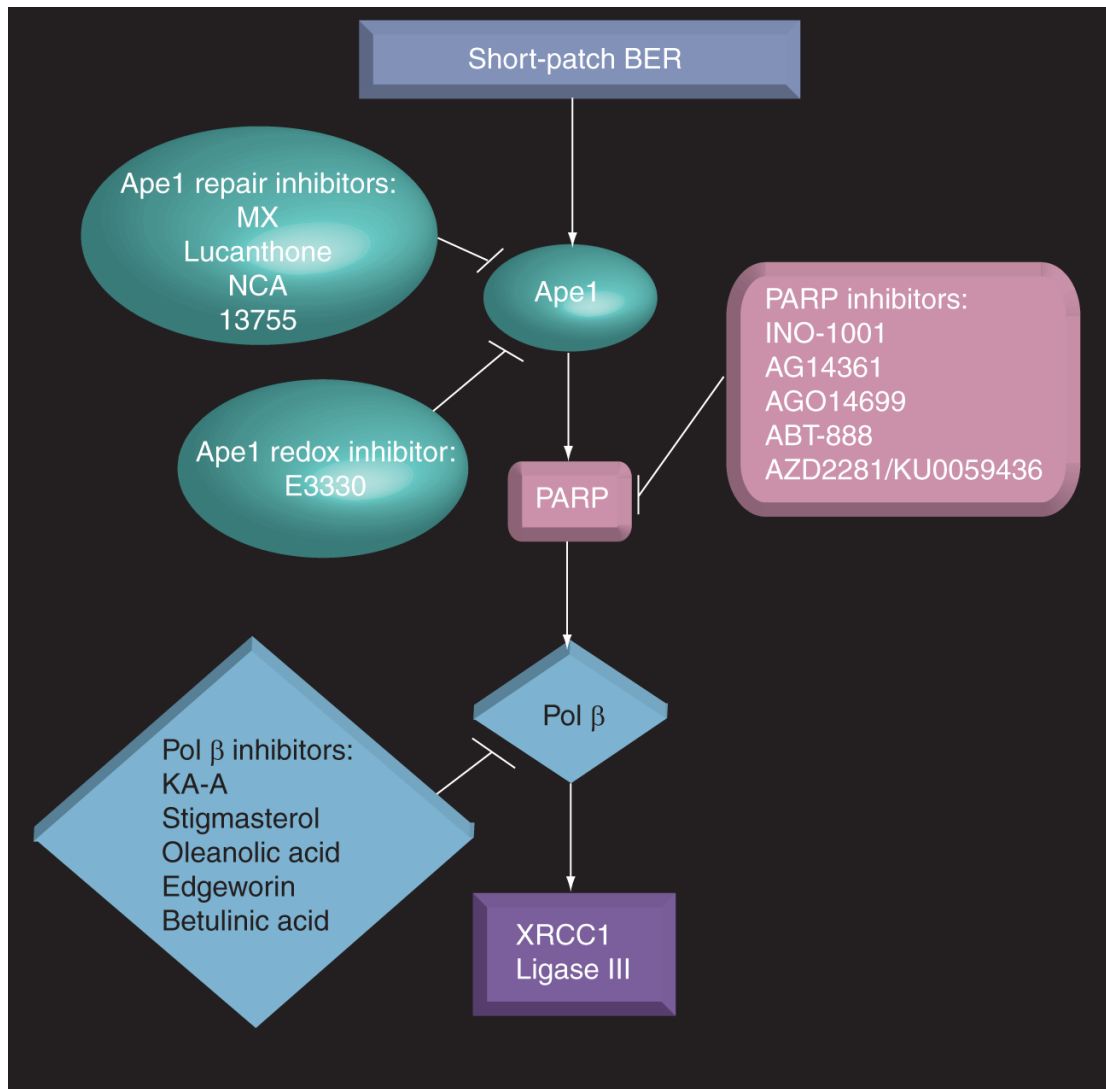 Short-patch BER
Ape1 repair inhibitors:
MX
Lucanthone
NCA
13755
Ape1
PARP inhibitors:
INO-1001
AG14361
AGO14699
ABT-888
AZD2281/KU0059436
Ape1 redox inhibitor:
E3330
PARP
Pol β
Pol β inhibitors:
KA-A
Stigmasterol
Oleanolic acid
Edgeworin
Betulinic acid
XRCC1
Ligase III